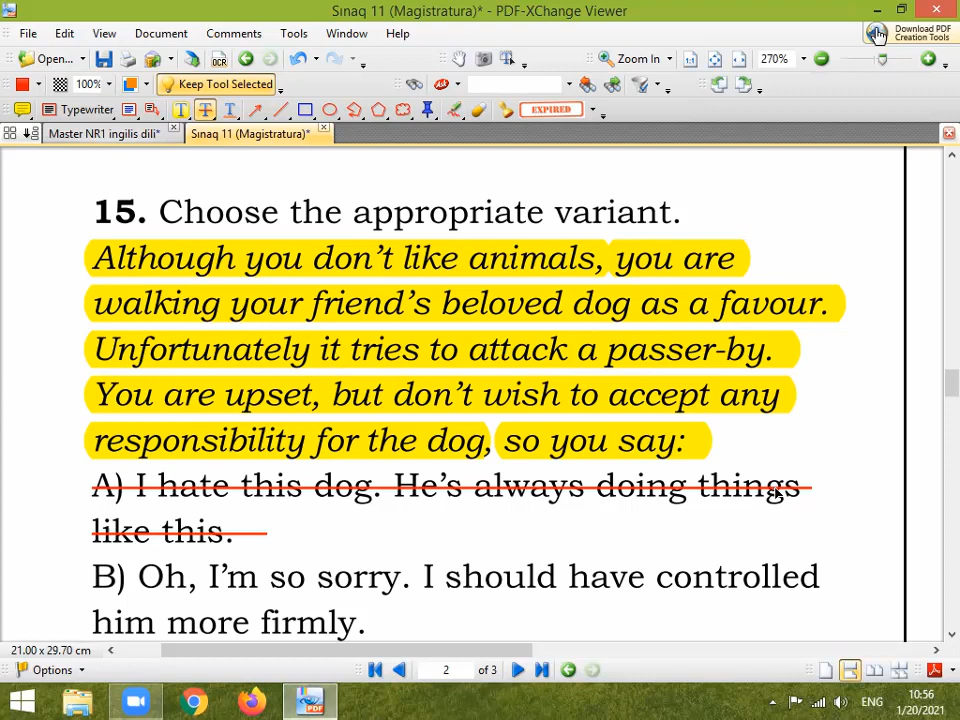 Sınaq 11 (Magistratura)* - PDF-XChange Viewer
File Edit View Document Comments Tools Window Help
Download PDF
Creation Tools
Open... OCR Zoom In 270%
100% Keep Tool Selected
Typewriter EXPIRED
Master NR1 ingilis dili* Sınaq 11 (Magistratura)*
15. Choose the appropriate variant.
Although you don't like animals, you are
walking your friend's beloved dog as a favour.
Unfortunately it tries to attack a passer-by.
You are upset, but don't wish to accept any
responsibility for the dog, so you say:
A) I hate this dog. He's always doing things
like this.
B) Oh, I'm so sorry. I should have controlled
him more firmly.
21.00 x 29.70 cm
Options 2 of 3
PDF
ENG
10:56
1/20/2021